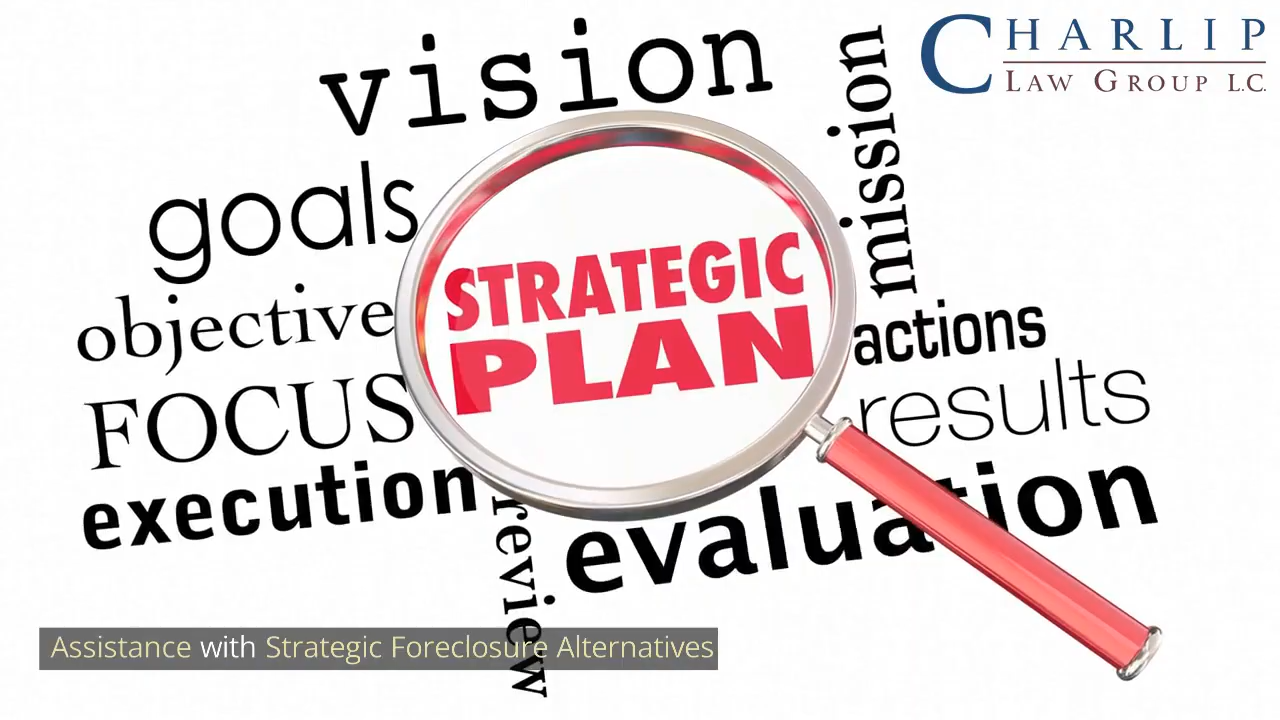 vision
CHARLIP
LAW GROUP L.C.
mission
goals
STRATEGIC
PLAN
objective
actions
FOCUS
results
execution
evaluation
review
Assistance with Strategic Foreclosure Alternatives